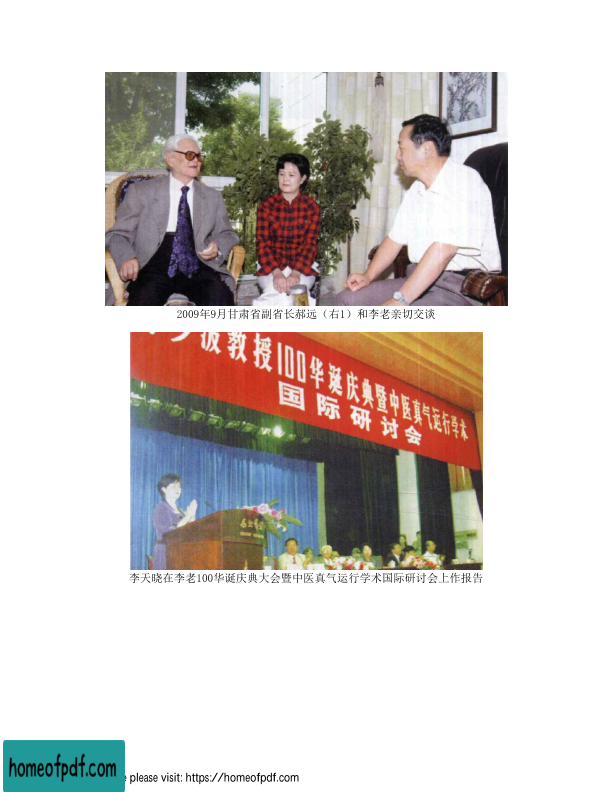 2009年9月甘肃省副省长郝远（右1）和李老亲切交谈
波教授100华诞庆典暨中医真气运行学术
国际研讨会
李天晓在李老100华诞庆典大会暨中医真气运行学术国际研讨会上作报告
homeofpdf.com
please visit: https://homeofpdf.com